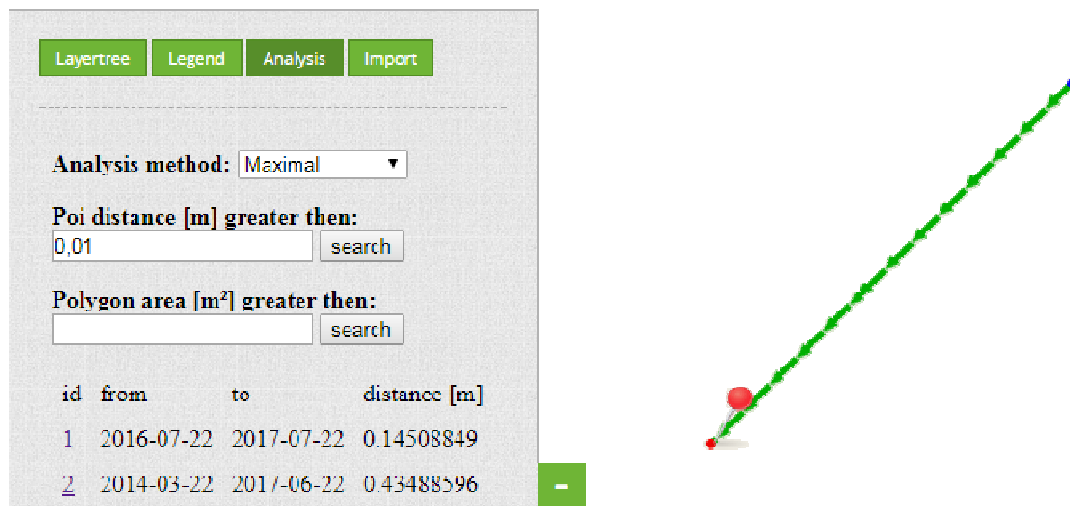 Layertree Legend Analysis Import
Analysis method: Maximal
Poi distance [m] greater then:
0,01 search
Polygon area [m²] greater then:
search
id from to distance [m]
1 2016-07-22 2017-07-22 0.14508849
2 2014-03-22 2017-06-22 0.43488596
-